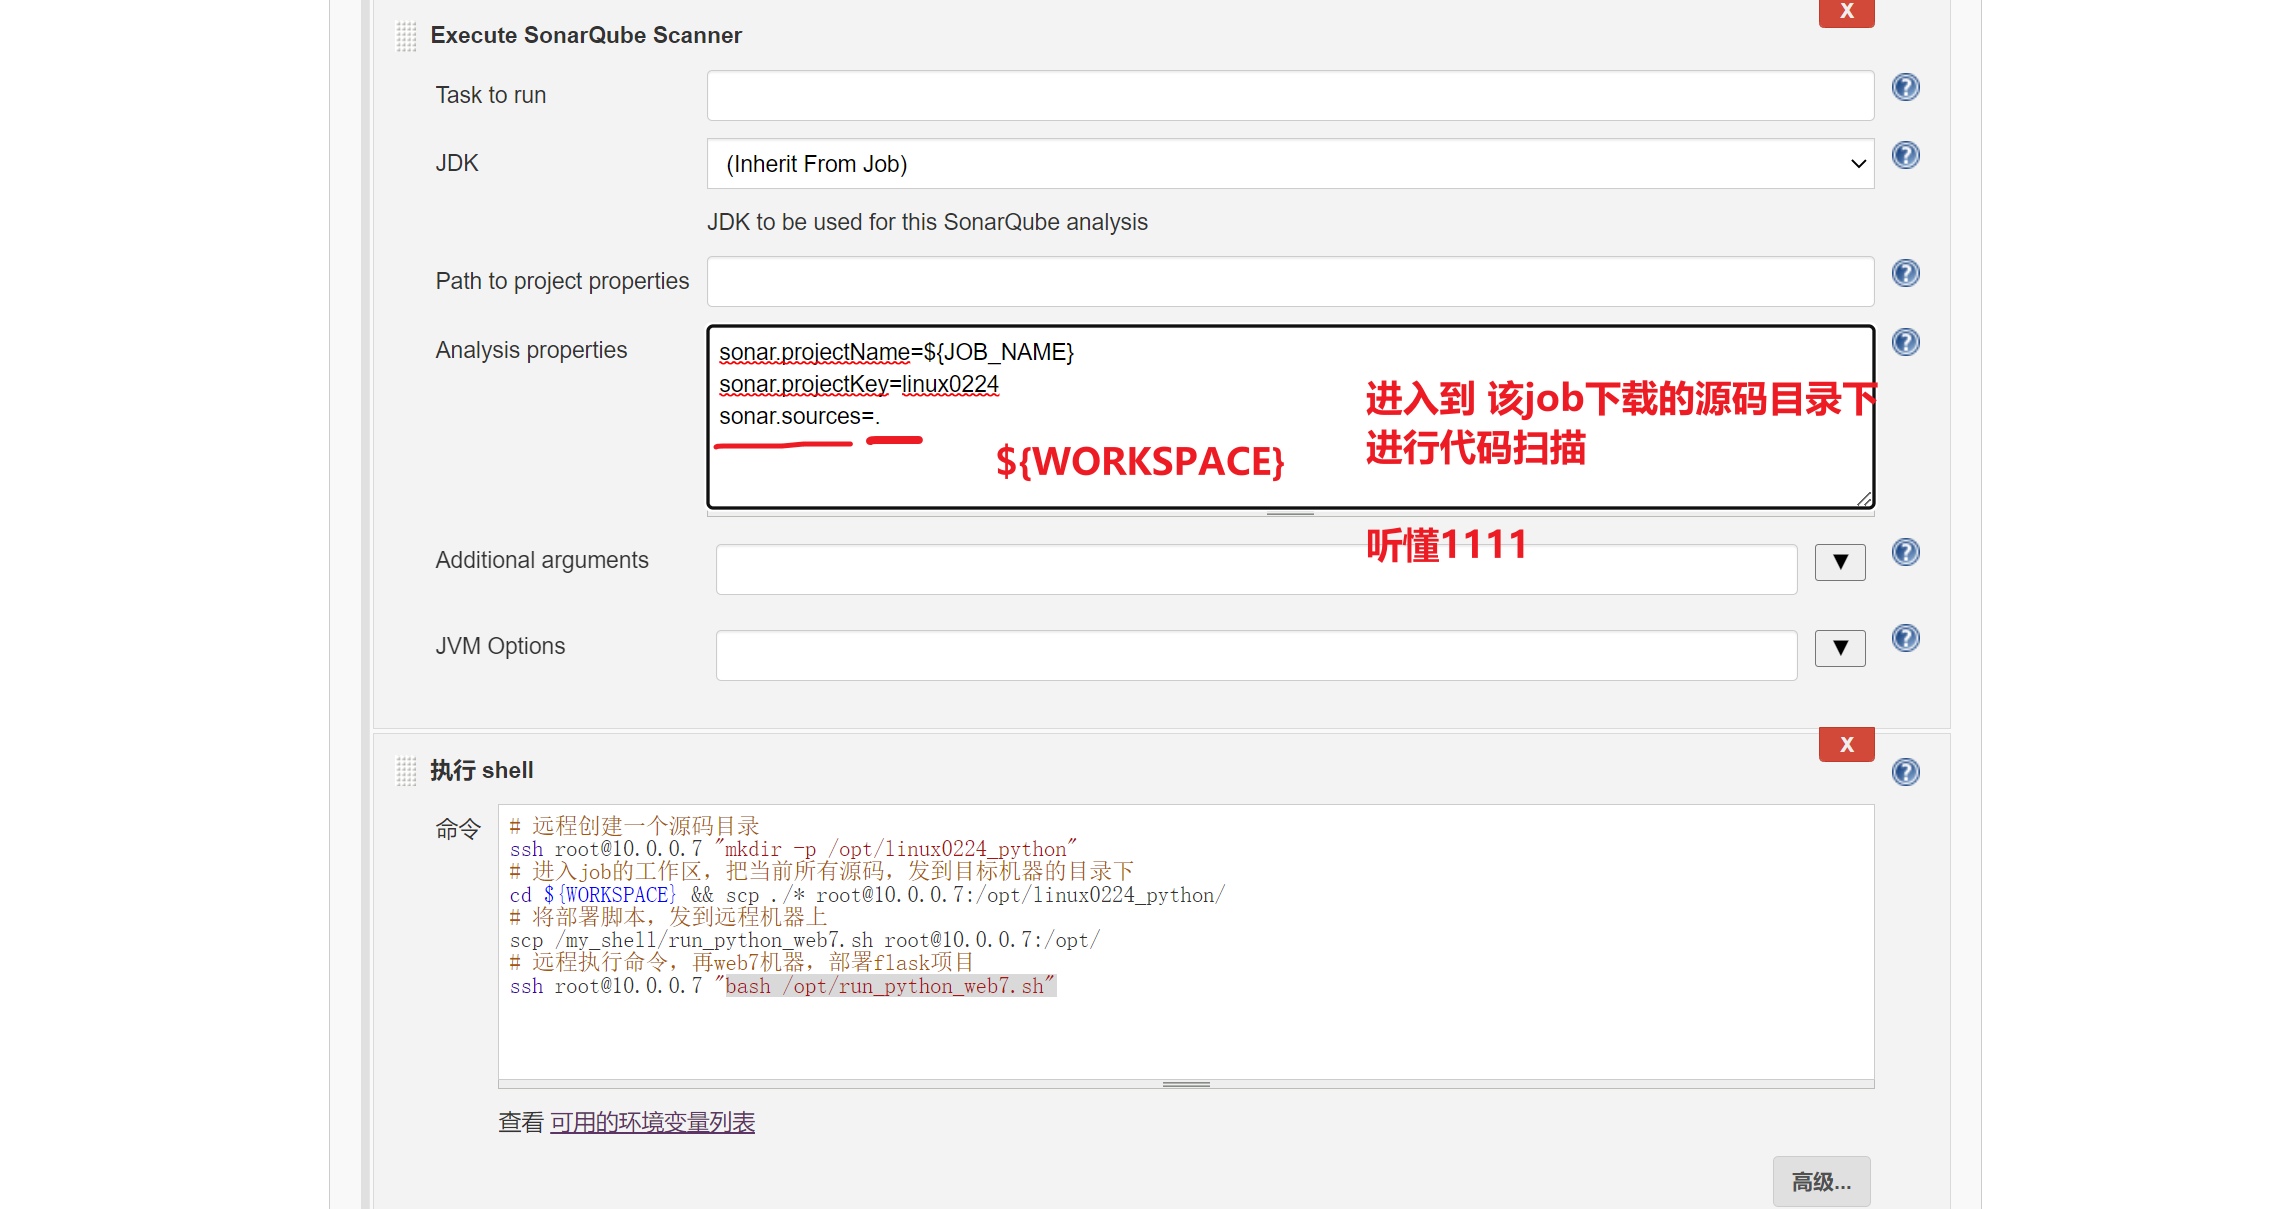 X
Execute SonarQube Scanner
Task to run
JDK
(Inherit From Job)
JDK to be used for this SonarQube analysis
Path to project properties
Analysis properties
sonar.projectName=${JOB_NAME}
sonar.projectKey=linux0224
sonar.sources=.
${WORKSPACE}
进入到 该job下载的源码目录下
进行代码扫描
听懂1111
Additional arguments
▼
JVM Options
▼
X
执行 shell
命令
# 远程创建一个源码目录
ssh root@10.0.0.7 "mkdir -p /opt/linux0224_python"
# 进入job的工作区，把当前所有源码，发到目标机器的目录下
cd ${WORKSPACE} && scp ./* root@10.0.0.7:/opt/linux0224_python/
# 将部署脚本，发到远程机器上
scp /my_shell/run_python_web7.sh root@10.0.0.7:/opt/
# 远程执行命令，再web7机器，部署flask项目
ssh root@10.0.0.7 "bash /opt/run_python_web7.sh"
查看 可用的环境变量列表
高级...